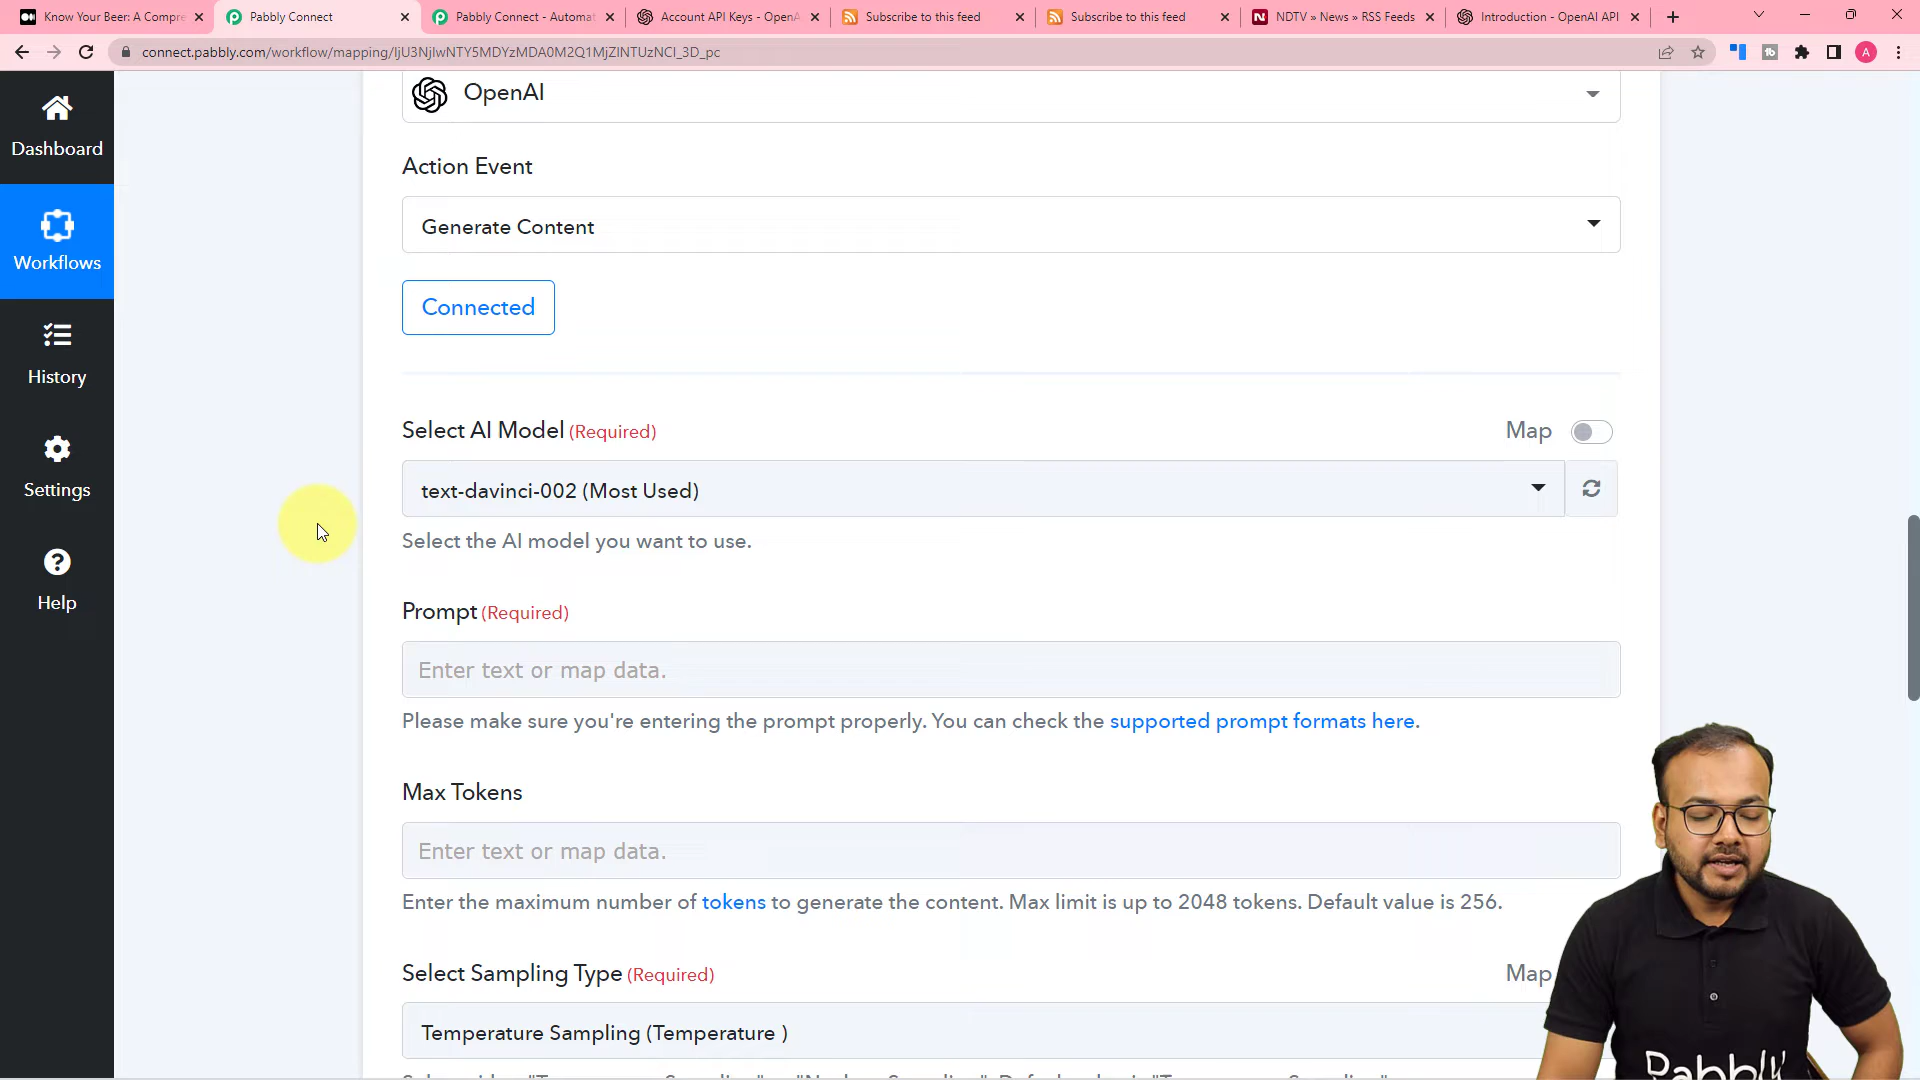 Know Your Beer: A Compre
Pabbly Connect
Pabbly Connect - Automat
Account API Keys - OpenA
Subscribe to this feed
Subscribe to this feed
NDTV » News » RSS Feeds
Introduction - OpenAI API
connect.pabbly.com/workflow/mapping/IjU3NjIwNTY5MDYzMDA0M2Q1MjZlNTUzNCI_3D_pc
A
OpenAI
Dashboard
Action Event
Generate Content
Workflows
Connected
History
Select AI Model (Required)
Map
text-davinci-002 (Most Used)
Settings
Select the AI model you want to use.
Help
Prompt (Required)
Enter text or map data.
Please make sure you're entering the prompt properly. You can check the supported prompt formats here.
Max Tokens
Enter text or map data.
Enter the maximum number of tokens to generate the content. Max limit is up to 2048 tokens. Default value is 256.
Select Sampling Type (Required)
Map
Temperature Sampling (Temperature )
Pabbly